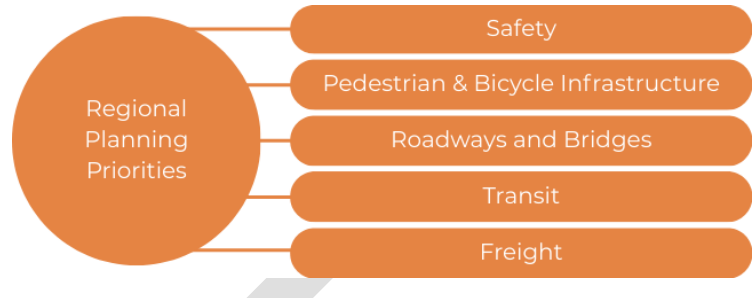 Regional
Planning
Priorities
Safety
Pedestrian & Bicycle Infrastructure
Roadways and Bridges
Transit
Freight